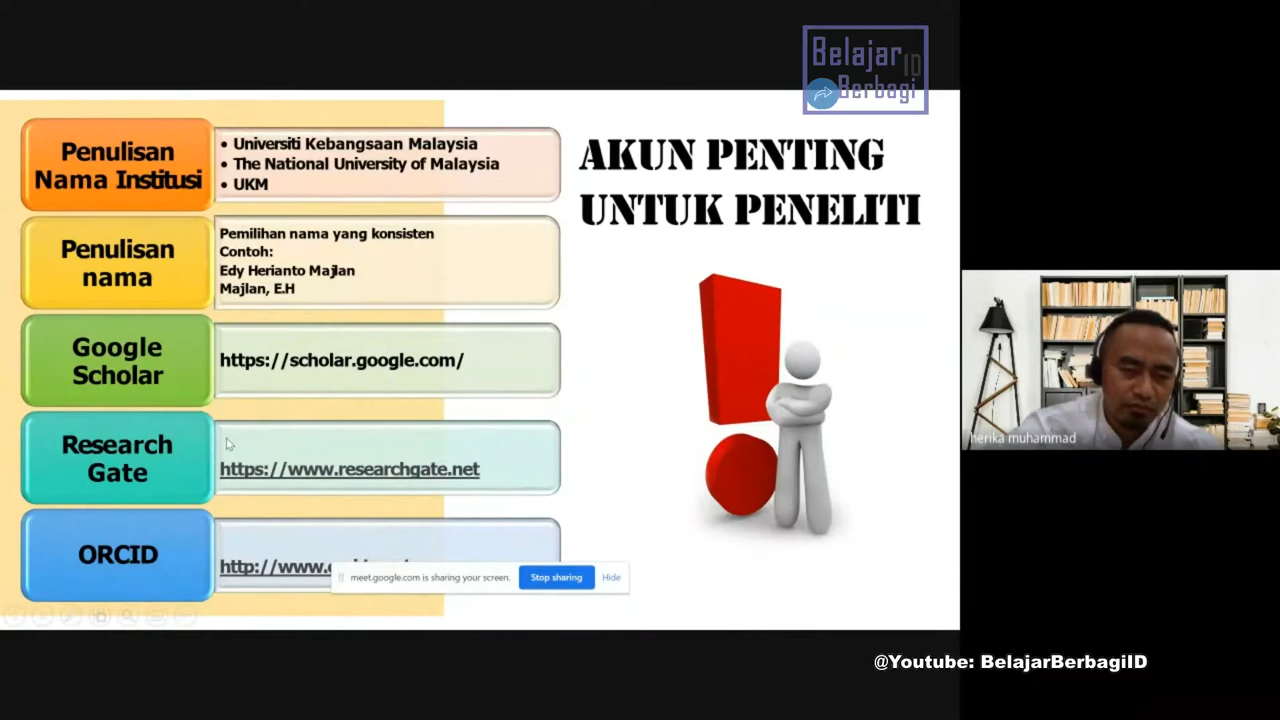 Belajar
ID
Berbagi
AKUN PENTING
UNTUK PENELITI
Penulisan
Nama Institusi
• Universiti Kebangsaan Malaysia
• The National University of Malaysia
• UKM
Penulisan
nama
Pemilihan nama yang konsisten
Contoh:
Edy Herianto Majlan
Majlan, E.H
Google
Scholar
https://scholar.google.com/
Research
Gate
https://www.researchgate.net
ORCID
http://www.
meet.google.com is sharing your screen.
Stop sharing
Hide
herika muhammad
@Youtube: BelajarBerbagiID